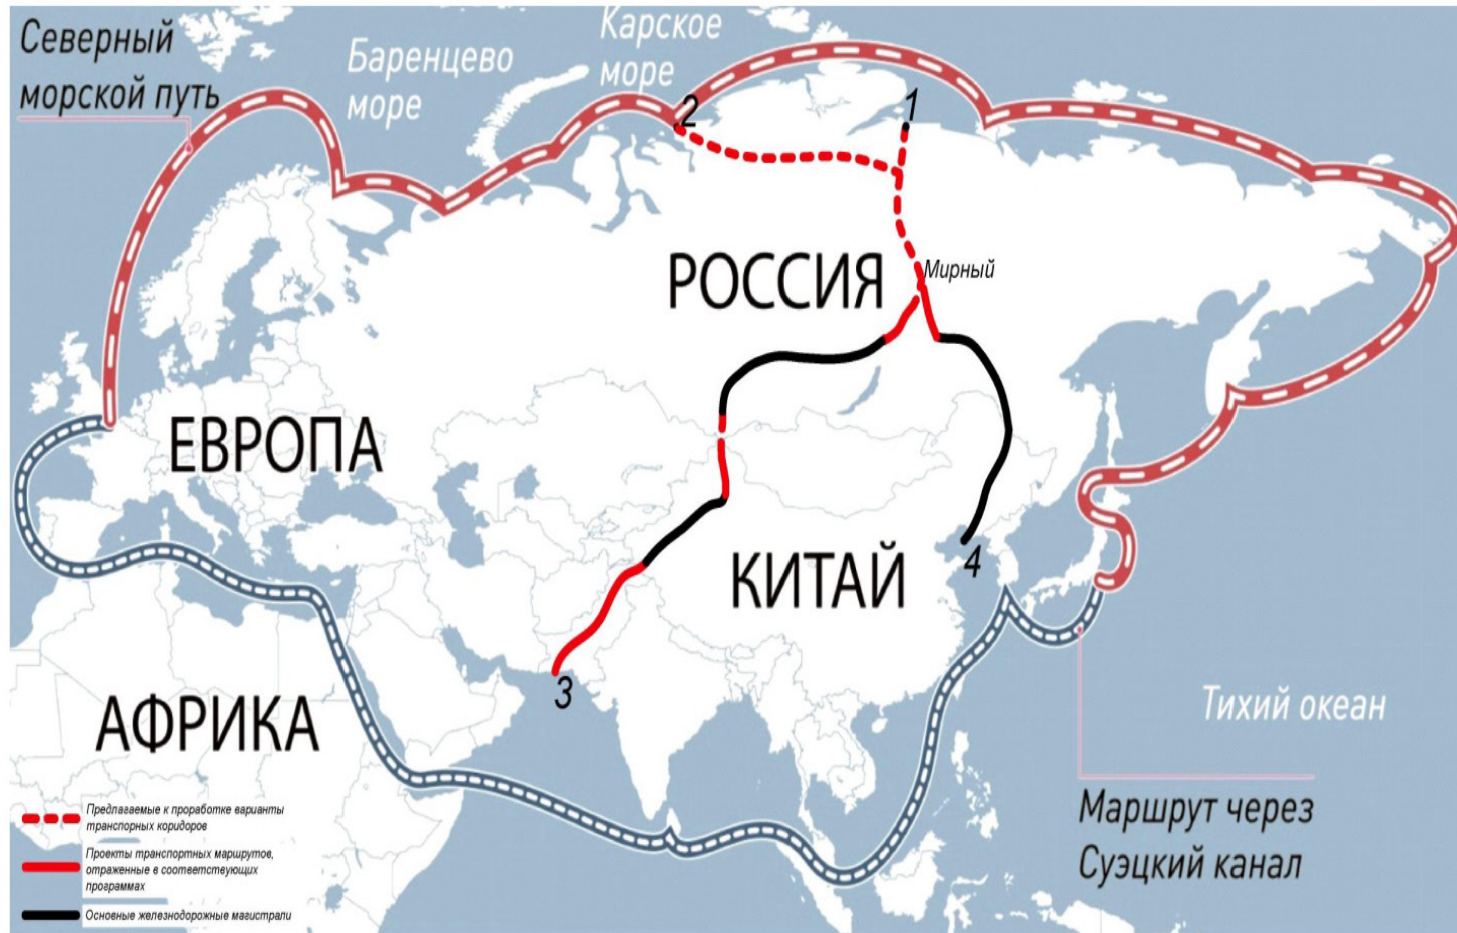 Северный
морской путь
Баренцево
море
Карское
море
2
1
РОССИЯ
Мирный
ЕВРОПА
КИТАЙ
4
3
АФРИКА
Тихий океан
Маршрут через
Суэцкий канал
Предлагаемые к проработке варианты
транспорных коридоров
Проекты транспортных маршрутов,
отраженные в соответствующих
программах
Основные железнодорожные магистрали